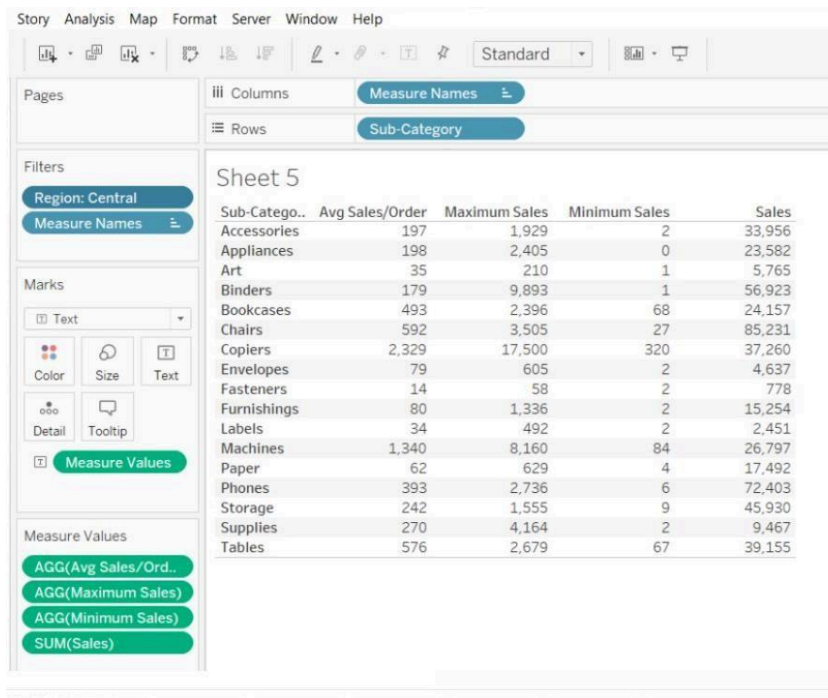 Story Analysis Map Format Server Window Help
Standard
Pages
Columns Measure Names
Rows Sub-Category
Filters
Region: Central
Measure Names
Marks
Text
Color Size Text
Detail Tooltip
Measure Values
Measure Values
AGG(Avg Sales/Ord..
AGG(Maximum Sales)
AGG(Minimum Sales)
SUM(Sales)
Sheet 5
Sub-Catego.. Avg Sales/Order Maximum Sales Minimum Sales Sales
Accessories 197 1,929 2 33,956
Appliances 198 2,405 0 23,582
Art 35 210 1 5,765
Binders 179 9,893 1 56,923
Bookcases 493 2,396 68 24,157
Chairs 592 3,505 27 85,231
Copiers 2,329 17,500 320 37,260
Envelopes 79 605 2 4,637
Fasteners 14 58 2 778
Furnishings 80 1,336 2 15,254
Labels 34 492 2 2,451
Machines 1,340 8,160 84 26,797
Paper 62 629 4 17,492
Phones 393 2,736 6 72,403
Storage 242 1,555 9 45,930
Supplies 270 4,164 2 9,467
Tables 576 2,679 67 39,155